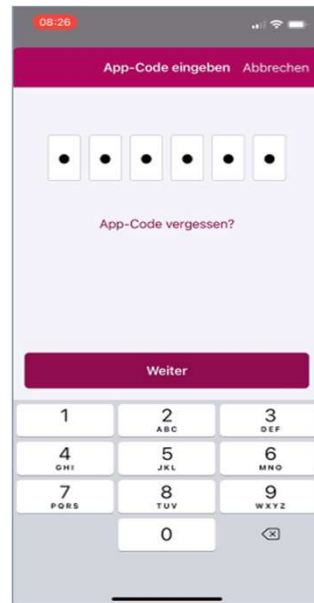 08:26
App-Code eingeben Abbrechen
App-Code vergessen?
Weiter
1 2 3
ABC DEF
4 5 6
GHI JKL MNO
7 8 9
PQRS TUV WXYZ
0